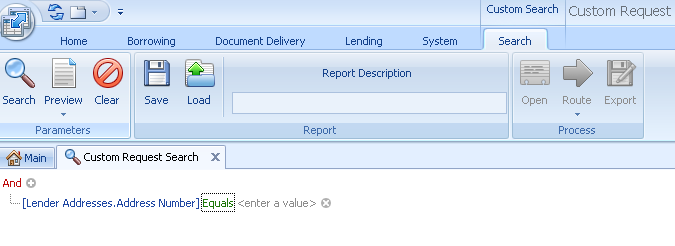 Custom Search Custom Request
Home Borrowing Document Delivery Lending System Search
Search Preview Clear Save Load Report Description Open Route Export
Parameters Report Process
Main Custom Request Search
And
[Lender Addresses.Address Number] Equals <enter a value>